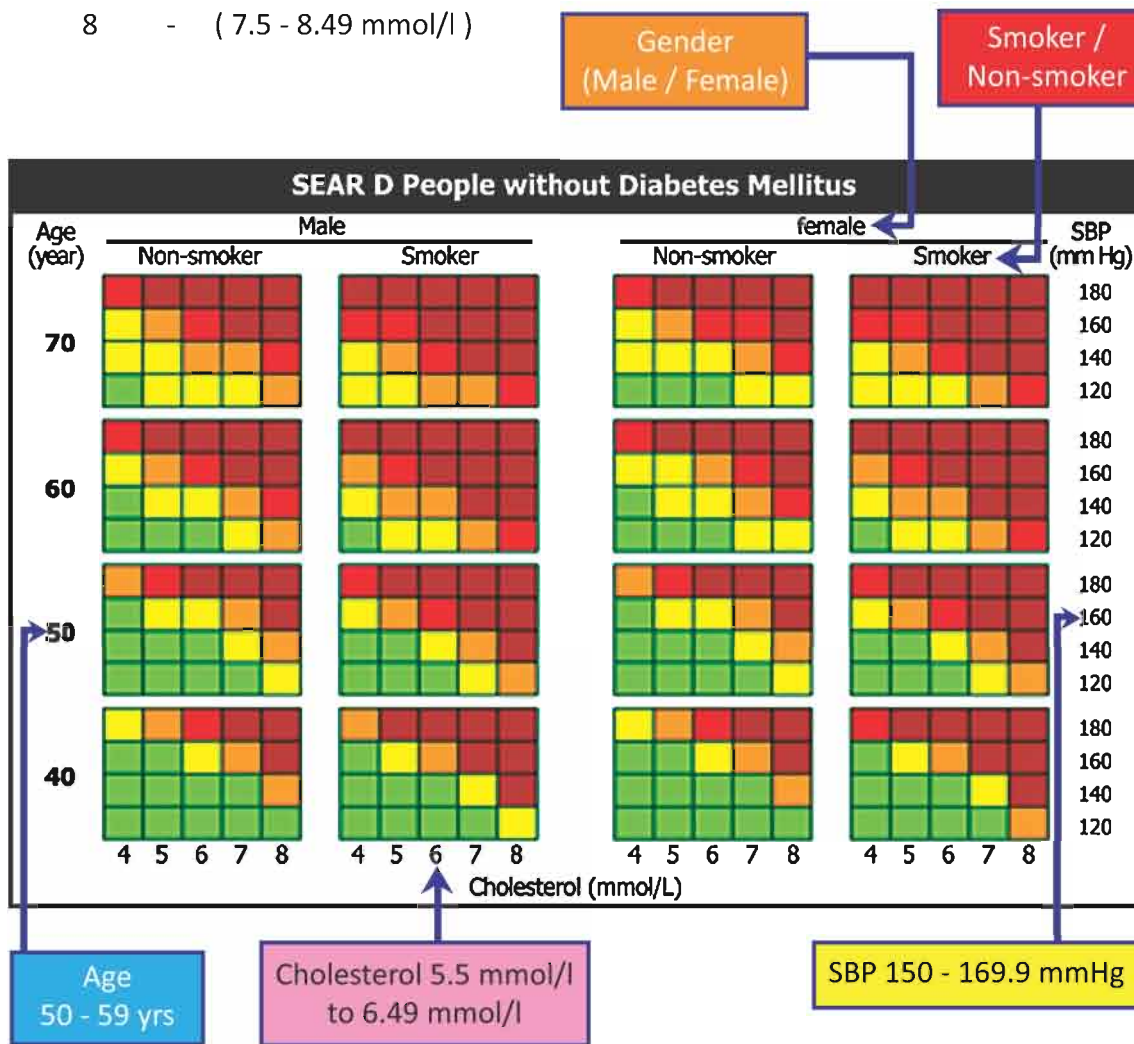 8 - ( 7.5 - 8.49 mmol/l )
Gender
(Male / Female)
Smoker /
Non-smoker
SEAR D People without Diabetes Mellitus
Age
(year)
Male
female
SBP
(mm Hg)
Non-smoker
Smoker
Non-smoker
Smoker
70
180
160
140
120
60
180
160
140
120
50
180
160
140
120
40
180
160
140
120
4 5 6 7 8
4 5 6 7 8
4 5 6 7 8
4 5 6 7 8
Cholesterol (mmol/L)
Age
50 - 59 yrs
Cholesterol 5.5 mmol/l
to 6.49 mmol/l
SBP 150 - 169.9 mmHg